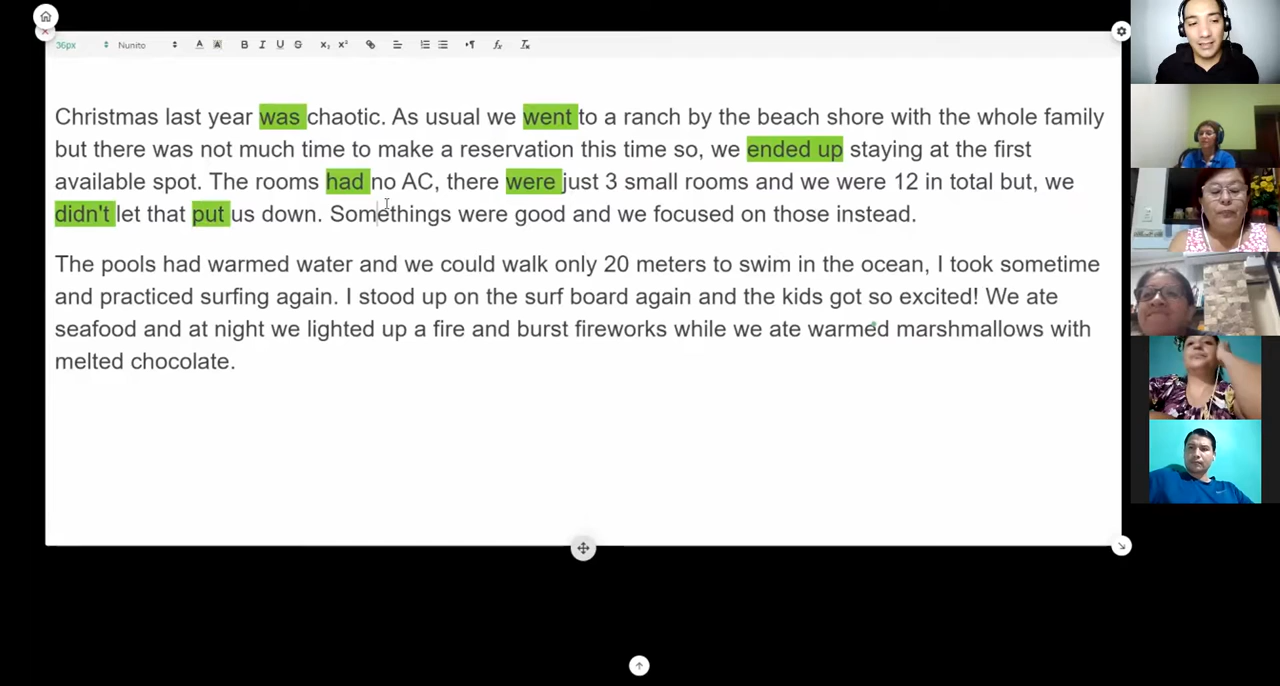 36px Nunito A A B I U S X₂ X² fx Tx
Christmas last year was chaotic. As usual we went to a ranch by the beach shore with the whole family
but there was not much time to make a reservation this time so, we ended up staying at the first
available spot. The rooms had no AC, there were just 3 small rooms and we were 12 in total but, we
didn't let that put us down. Somethings were good and we focused on those instead.
The pools had warmed water and we could walk only 20 meters to swim in the ocean, I took sometime
and practiced surfing again. I stood up on the surf board again and the kids got so excited! We ate
seafood and at night we lighted up a fire and burst fireworks while we ate warmed marshmallows with
melted chocolate.